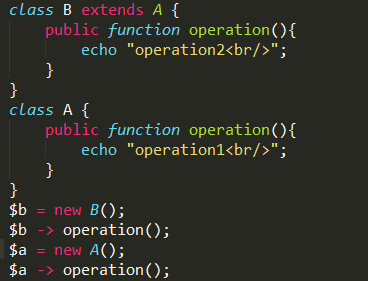 class B extends A {
    public function operation(){
        echo "operation2<br/>";
    }
}
class A {
    public function operation(){
        echo "operation1<br/>";
    }
}
$b = new B();
$b -> operation();
$a = new A();
$a -> operation();